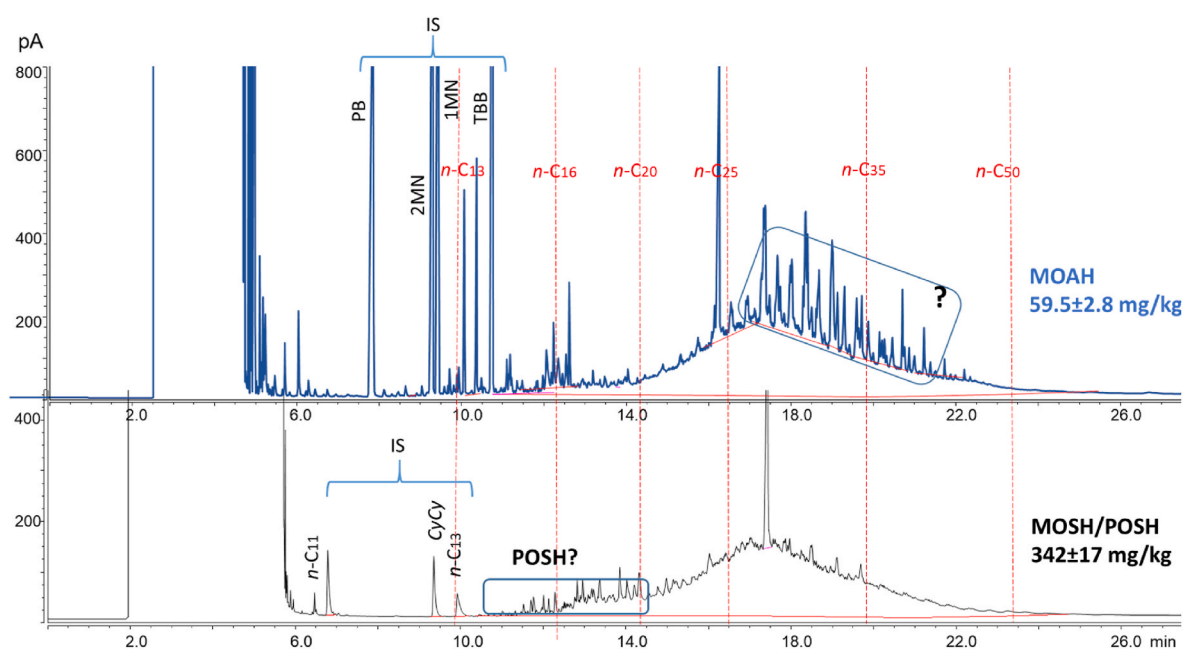 IS
pA
800
600
400
200
PB
2MN
1MN
TBB
n-C13
n-C16
n-C20
n-C25
n-C35
n-C50
?
MOAH
59.5±2.8 mg/kg
2.0 6.0 10.0 14.0 18.0 22.0 26.0
400
200
IS
n-C11
CyCy
n-C13
POSH?
MOSH/POSH
342±17 mg/kg
2.0 6.0 10.0 14.0 18.0 22.0 26.0 min